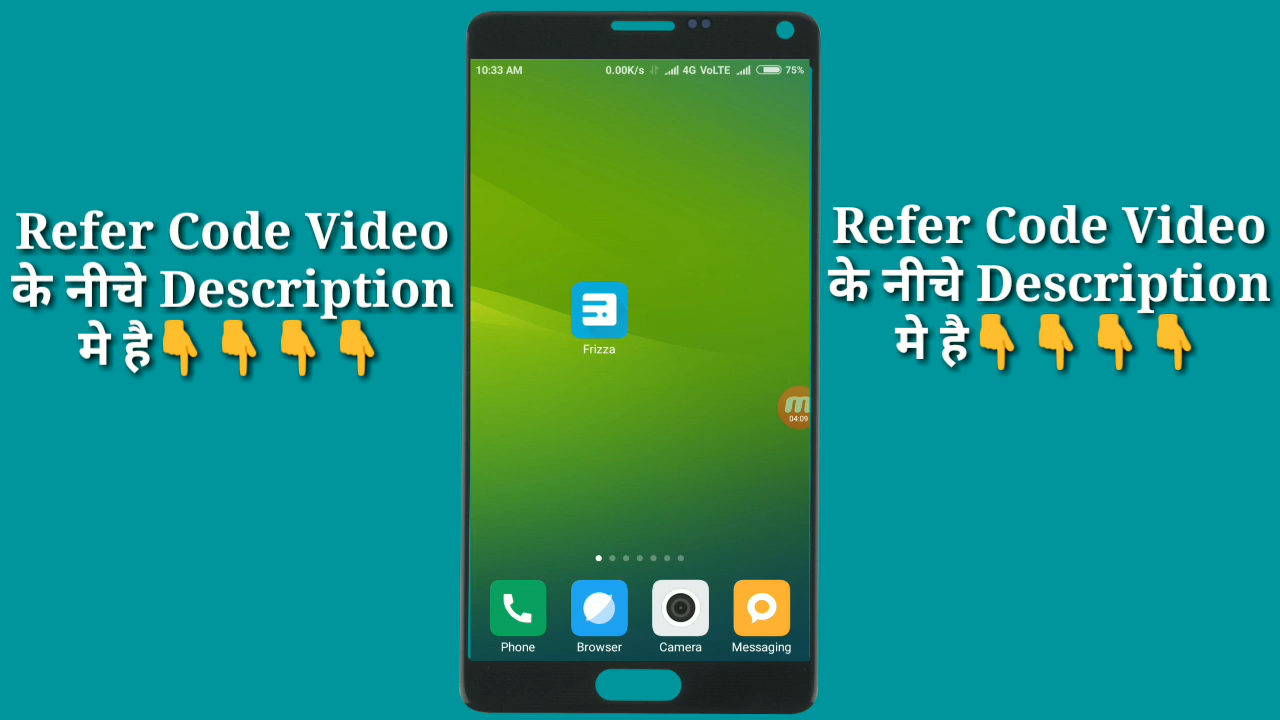 Refer Code Video
के नीचे Description
मे है👇👇👇👇
10:33 AM
0.00K/s 4G VoLTE 75%
Frizza
04:09
Phone Browser Camera Messaging
Refer Code Video
के नीचे Description
मे है👇👇👇👇